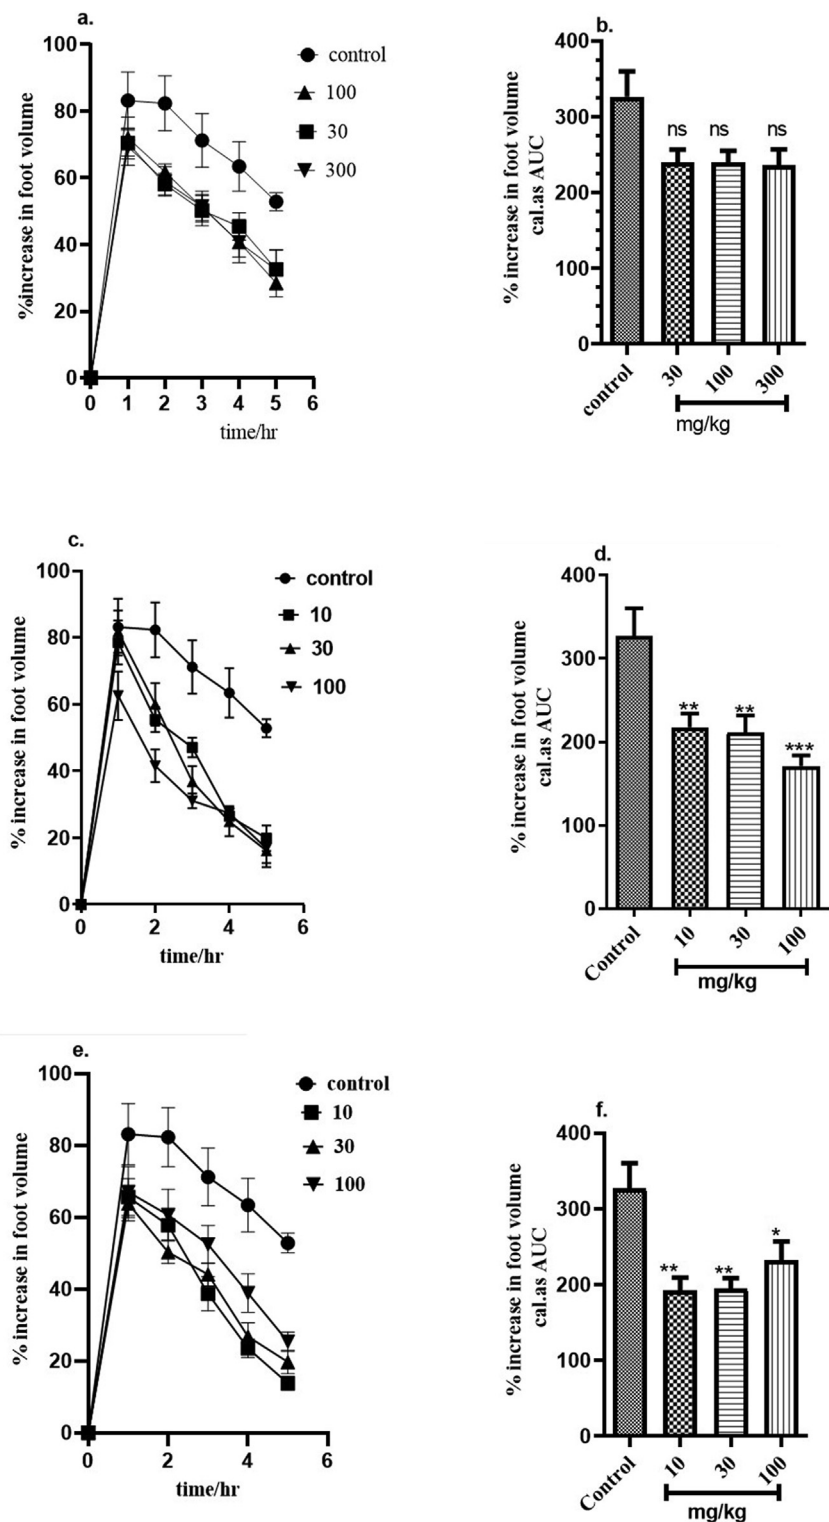 a.
%increase in foot volume
100
80
60
40
20
0
0 1 2 3 4 5 6
time/hr
control
100
30
300
b.
% increase in foot volume
cal.as AUC
400
300
200
100
0
ns ns ns
control 30 100 300
mg/kg
c.
% increase in foot volume
100
80
60
40
20
0
0 2 4 6
time/hr
control
10
30
100
d.
% increase in foot volume
cal.as AUC
400
300
200
100
0
** ** ***
Control 10 30 100
mg/kg
e.
% increase in foot volume
100
80
60
40
20
0
0 2 4 6
time/hr
control
10
30
100
f.
% increase in foot volume
cal.as AUC
400
300
200
100
0
** ** *
Control 10 30 100
mg/kg